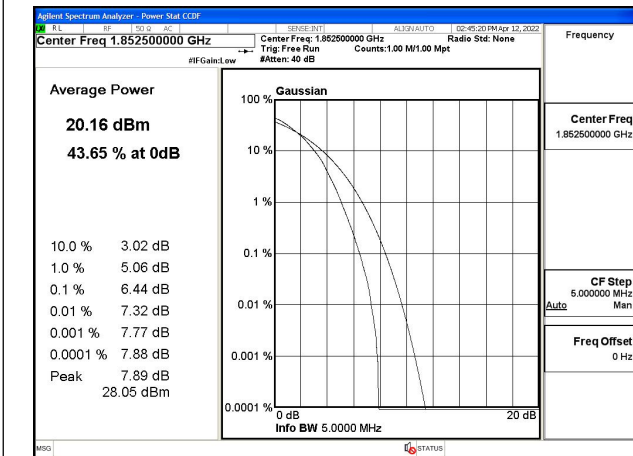 Agilent Spectrum Analyzer - Power Stat CCDF
RL RF 50 Ω AC SENSE:INT ALIGN AUTO 02:45:20 PM Apr 12, 2022
Center Freq 1.852500000 GHz
Center Freq: 1.852500000 GHz Radio Std: None
Trig: Free Run Counts:1.00 M/1.00 Mpt
#IFGain:Low #Atten: 40 dB
Frequency
Average Power
20.16 dBm
43.65 % at 0dB
10.0 % 3.02 dB
1.0 % 5.06 dB
0.1 % 6.44 dB
0.01 % 7.32 dB
0.001 % 7.77 dB
0.0001 % 7.88 dB
Peak 7.89 dB
28.05 dBm
Gaussian
100 %
10 %
1 %
0.1 %
0.01 %
0.001 %
0.0001 %
0 dB 20 dB
Info BW 5.0000 MHz
Center Freq
1.852500000 GHz
CF Step
5.000000 MHz
Auto Man
Freq Offset
0 Hz
MSG STATUS